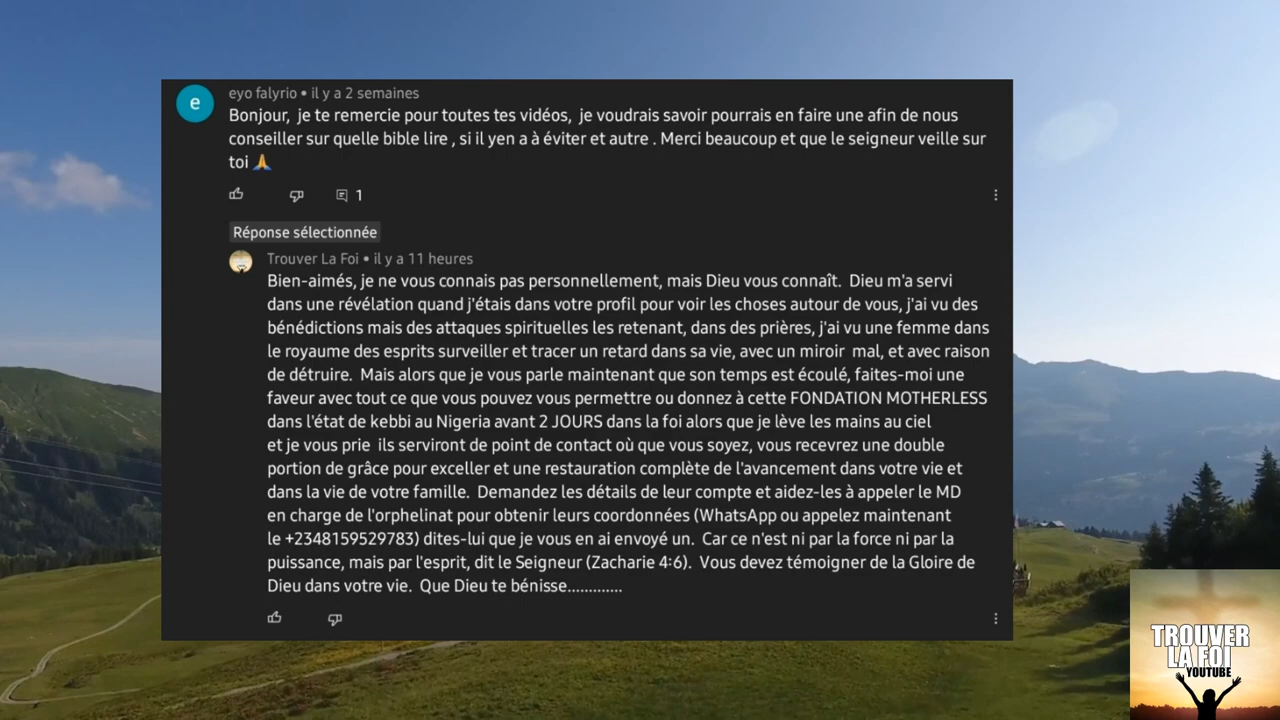 eyo falyrio • il y a 2 semaines
Bonjour, je te remercie pour toutes tes vidéos, je voudrais savoir pourrais en faire une afin de nous
conseiller sur quelle bible lire , si il yen a à éviter et autre . Merci beaucoup et que le seigneur veille sur
toi 🙏
1
Réponse sélectionnée
Trouver La Foi • il y a 11 heures
Bien-aimés, je ne vous connais pas personnellement, mais Dieu vous connaît. Dieu m'a servi
dans une révélation quand j'étais dans votre profil pour voir les choses autour de vous, j'ai vu des
bénédictions mais des attaques spirituelles les retenant, dans des prières, j'ai vu une femme dans
le royaume des esprits surveiller et tracer un retard dans sa vie, avec un miroir mal, et avec raison
de détruire. Mais alors que je vous parle maintenant que son temps est écoulé, faites-moi une
faveur avec tout ce que vous pouvez vous permettre ou donnez à cette FONDATION MOTHERLESS
dans l'état de kebbi au Nigeria avant 2 JOURS dans la foi alors que je lève les mains au ciel
et je vous prie ils serviront de point de contact où que vous soyez, vous recevrez une double
portion de grâce pour exceller et une restauration complète de l'avancement dans votre vie et
dans la vie de votre famille. Demandez les détails de leur compte et aidez-les à appeler le MD
en charge de l'orphelinat pour obtenir leurs coordonnées (WhatsApp ou appelez maintenant
le +2348159529783) dites-lui que je vous en ai envoyé un. Car ce n'est ni par la force ni par la
puissance, mais par l'esprit, dit le Seigneur (Zacharie 4:6). Vous devez témoigner de la Gloire de
Dieu dans votre vie. Que Dieu te bénisse.............
e
TROUVER
LA FOI
YOUTUBE